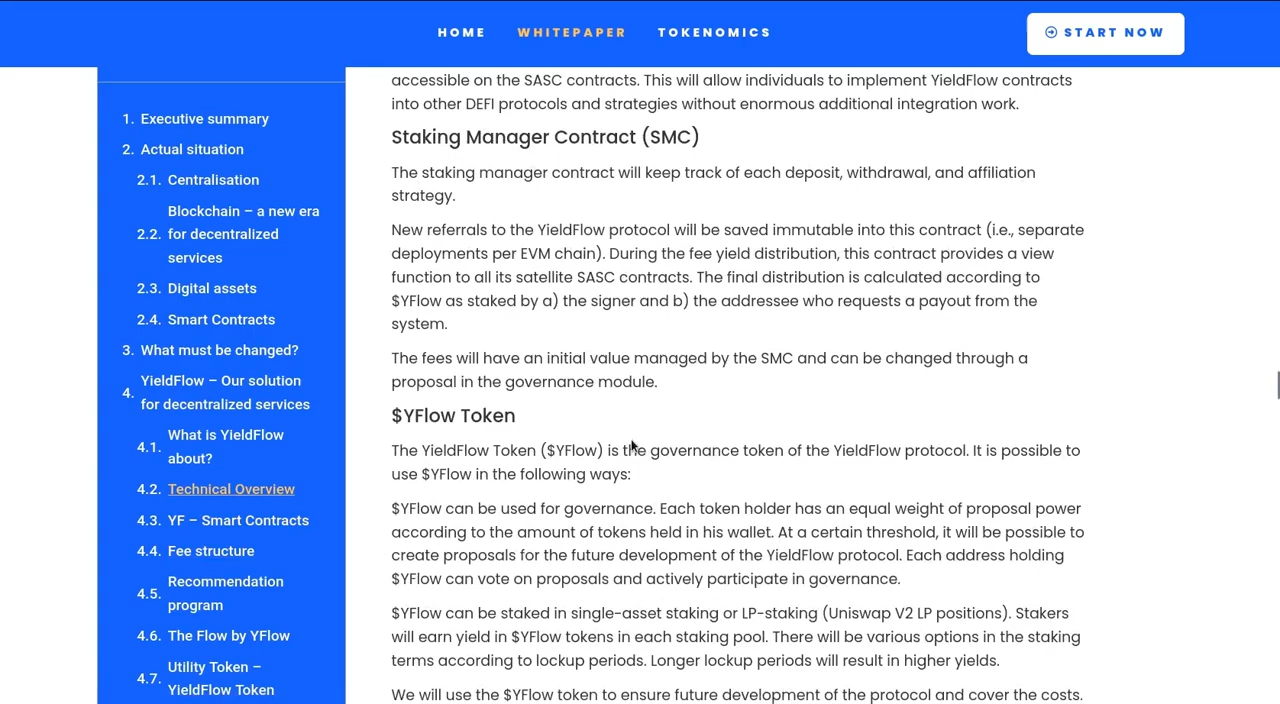 HOME WHITEPAPER TOKENOMICS START NOW
1. Executive summary
2. Actual situation
2.1. Centralisation
2.2. Blockchain – a new era
for decentralized
services
2.3. Digital assets
2.4. Smart Contracts
3. What must be changed?
4. YieldFlow – Our solution
for decentralized services
4.1. What is YieldFlow
about?
4.2. Technical Overview
4.3. YF – Smart Contracts
4.4. Fee structure
4.5. Recommendation
program
4.6. The Flow by YFlow
4.7. Utility Token –
YieldFlow Token
accessible on the SASC contracts. This will allow individuals to implement YieldFlow contracts
into other DEFI protocols and strategies without enormous additional integration work.
Staking Manager Contract (SMC)
The staking manager contract will keep track of each deposit, withdrawal, and affiliation
strategy.
New referrals to the YieldFlow protocol will be saved immutable into this contract (i.e., separate
deployments per EVM chain). During the fee yield distribution, this contract provides a view
function to all its satellite SASC contracts. The final distribution is calculated according to
$YFlow as staked by a) the signer and b) the addressee who requests a payout from the
system.
The fees will have an initial value managed by the SMC and can be changed through a
proposal in the governance module.
$YFlow Token
The YieldFlow Token ($YFlow) is the governance token of the YieldFlow protocol. It is possible to
use $YFlow in the following ways:
$YFlow can be used for governance. Each token holder has an equal weight of proposal power
according to the amount of tokens held in his wallet. At a certain threshold, it will be possible to
create proposals for the future development of the YieldFlow protocol. Each address holding
$YFlow can vote on proposals and actively participate in governance.
$YFlow can be staked in single-asset staking or LP-staking (Uniswap V2 LP positions). Stakers
will earn yield in $YFlow tokens in each staking pool. There will be various options in the staking
terms according to lockup periods. Longer lockup periods will result in higher yields.
We will use the $YFlow token to ensure future development of the protocol and cover the costs.